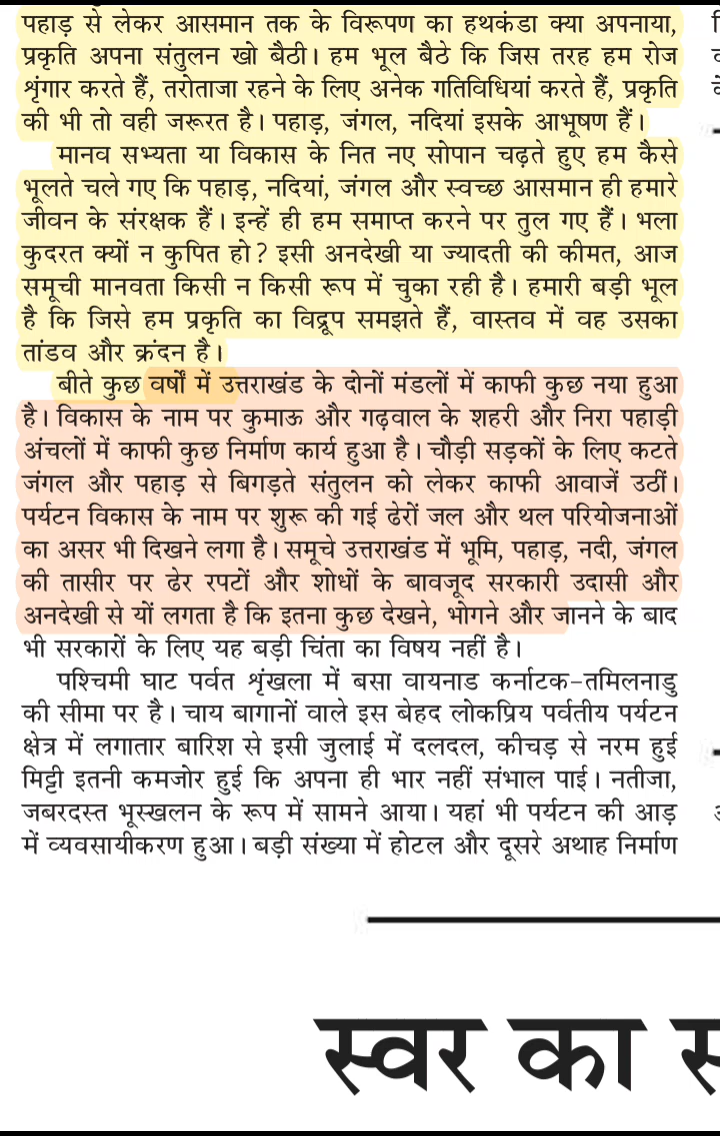 पहाड़ से लेकर आसमान तक के विरूपण का हथकंडा क्या अपनाया,
प्रकृति अपना संतुलन खो बैठी। हम भूल बैठे कि जिस तरह हम रोज
शृंगार करते हैं, तरोताजा रहने के लिए अनेक गतिविधियां करते हैं, प्रकृति
की भी तो वही जरूरत है। पहाड़, जंगल, नदियां इसके आभूषण हैं।
मानव सभ्यता या विकास के नित नए सोपान चढ़ते हुए हम कैसे
भूलते चले गए कि पहाड़, नदियां, जंगल और स्वच्छ आसमान ही हमारे
जीवन के संरक्षक हैं। इन्हें ही हम समाप्त करने पर तुल गए हैं। भला
कुदरत क्यों न कुपित हो? इसी अनदेखी या ज्यादती की कीमत, आज
समूची मानवता किसी न किसी रूप में चुका रही है। हमारी बड़ी भूल
है कि जिसे हम प्रकृति का विद्रूप समझते हैं, वास्तव में वह उसका
तांडव और क्रंदन है।
बीते कुछ वर्षों में उत्तराखंड के दोनों मंडलों में काफी कुछ नया हुआ
है। विकास के नाम पर कुमाऊ और गढ़वाल के शहरी और निरा पहाड़ी
अंचलों में काफी कुछ निर्माण कार्य हुआ है। चौड़ी सड़कों के लिए कटते
जंगल और पहाड़ से बिगड़ते संतुलन को लेकर काफी आवाजें उठीं।
पर्यटन विकास के नाम पर शुरू की गई ढेरों जल और थल परियोजनाओं
का असर भी दिखने लगा है। समूचे उत्तराखंड में भूमि, पहाड़, नदी, जंगल
की तासीर पर ढेर रपटों और शोधों के बावजूद सरकारी उदासी और
अनदेखी से यों लगता है कि इतना कुछ देखने, भोगने और जानने के बाद
भी सरकारों के लिए यह बड़ी चिंता का विषय नहीं है।
पश्चिमी घाट पर्वत शृंखला में बसा वायनाड कर्नाटक-तमिलनाडु
की सीमा पर है। चाय बागानों वाले इस बेहद लोकप्रिय पर्वतीय पर्यटन
क्षेत्र में लगातार बारिश से इसी जुलाई में दलदल, कीचड़ से नरम हुई
मिट्टी इतनी कमजोर हुई कि अपना ही भार नहीं संभाल पाई। नतीजा,
जबरदस्त भूस्खलन के रूप में सामने आया। यहां भी पर्यटन की आड़
में व्यवसायीकरण हुआ। बड़ी संख्या में होटल और दूसरे अथाह निर्माण
स्वर का